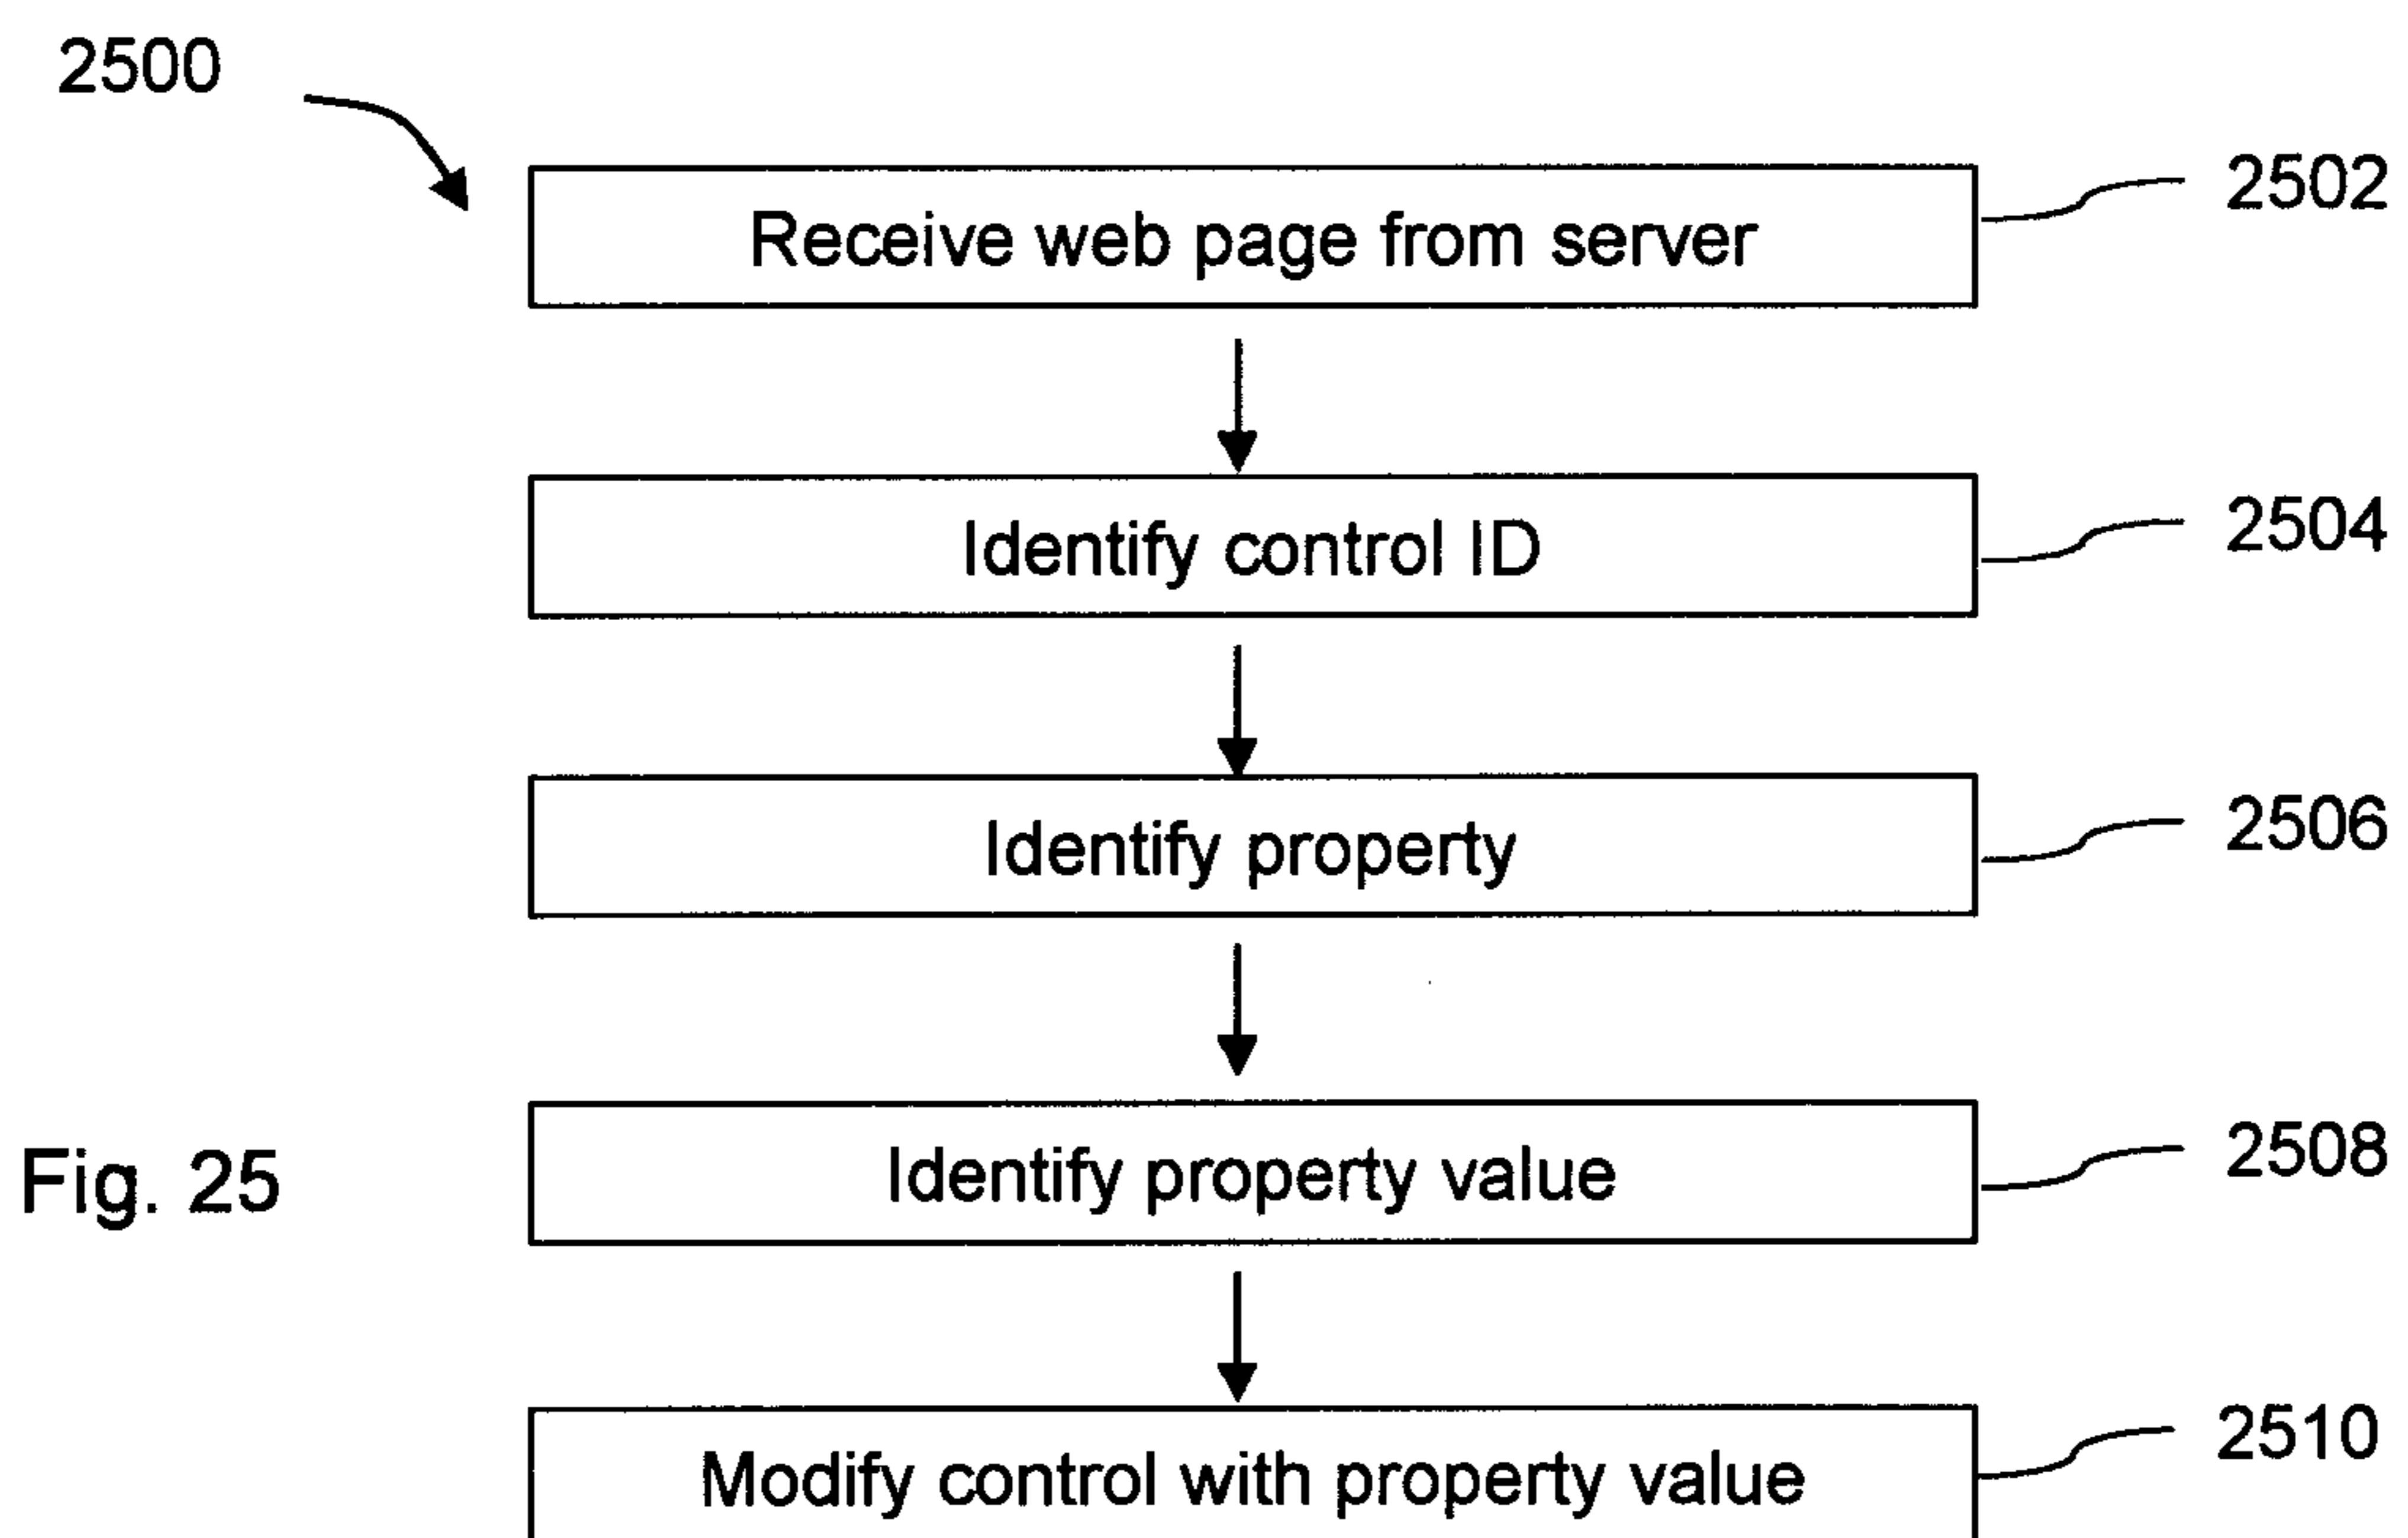 2500
Receive web page from server
2502
Identify control ID
2504
Identify property
2506
Identify property value
2508
Fig. 25
Modify control with property value
2510